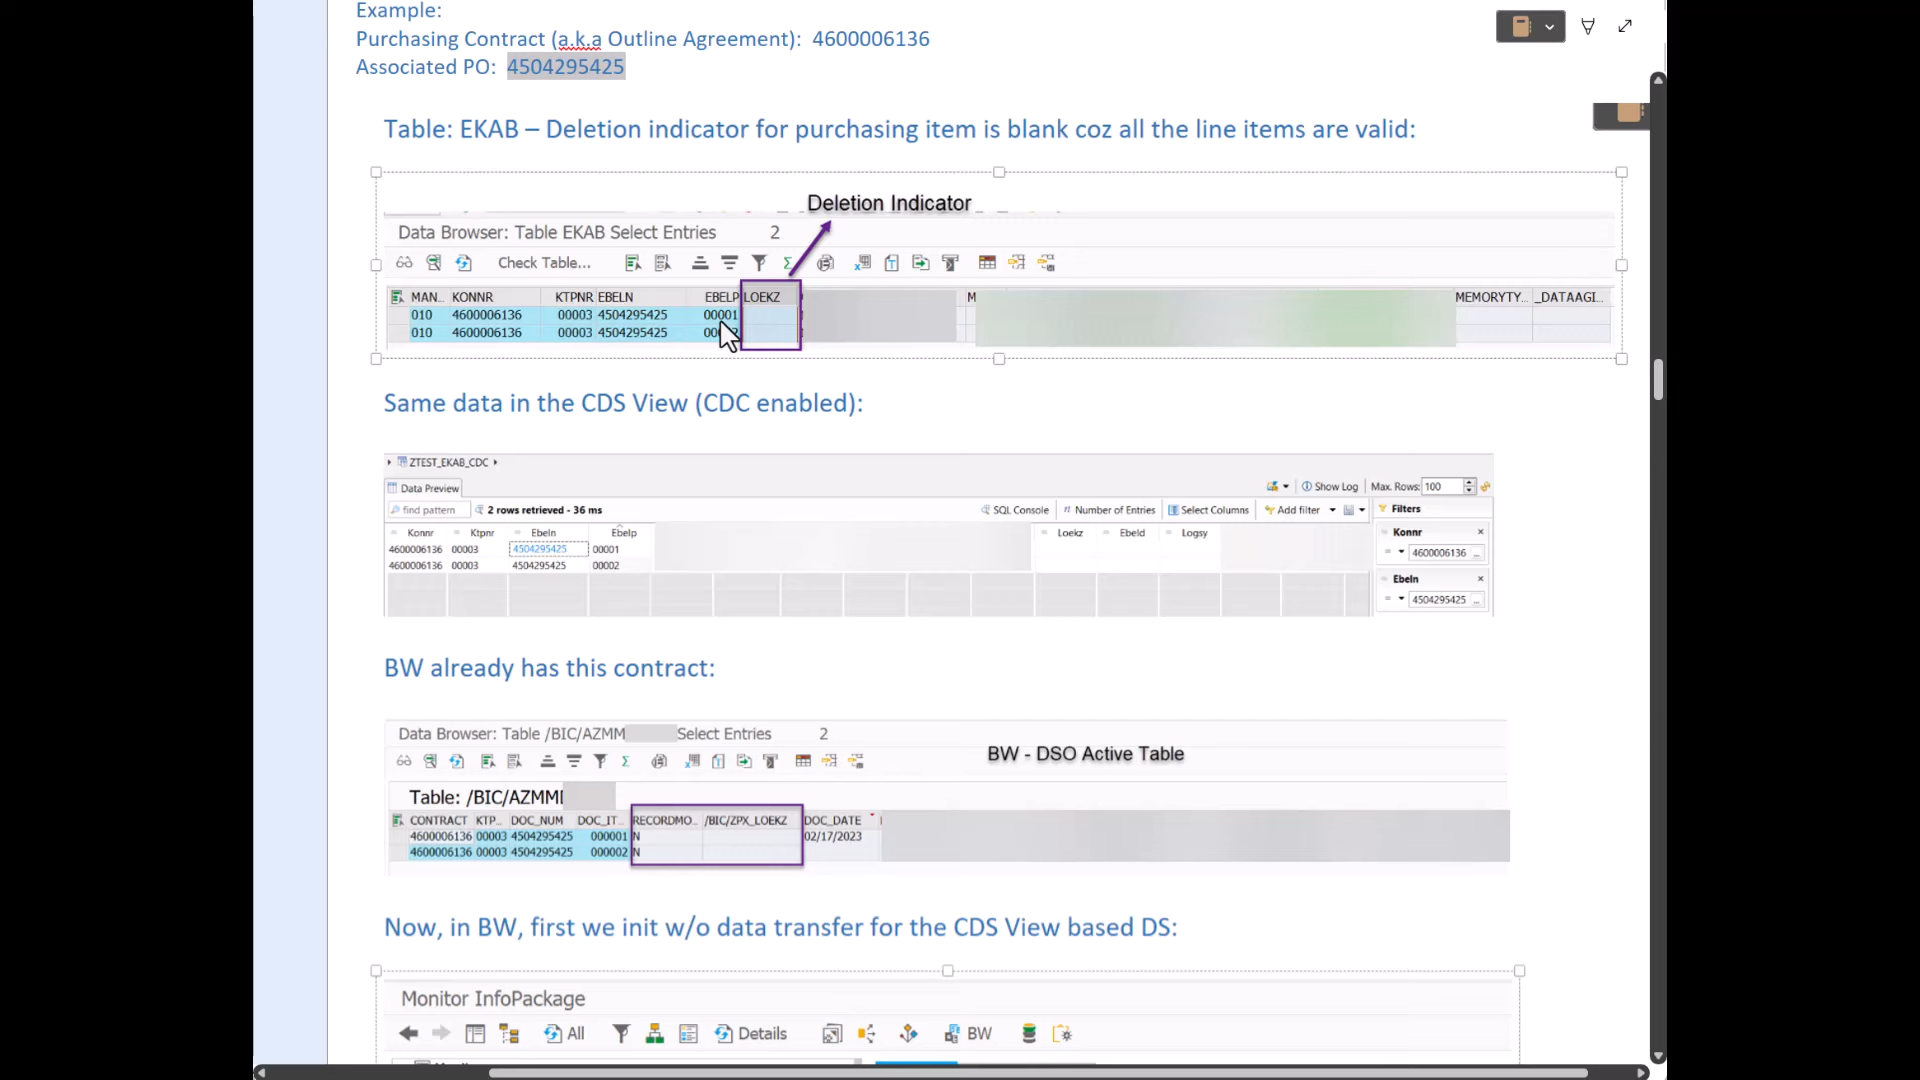 Example:
Purchasing Contract (a.k.a Outline Agreement): 4600006136
Associated PO: 4504295425
Table: EKAB – Deletion indicator for purchasing item is blank coz all the line items are valid:
Deletion Indicator
Data Browser: Table EKAB Select Entries 2
Check Table...
MAN.. KONNR KTPNR EBELN EBELP LOEKZ MEMORYTY... _DATAAGI...
010 4600006136 00003 4504295425 00001
010 4600006136 00003 4504295425
Same data in the CDS View (CDC enabled):
ZTEST_EKAB_CDC
Data Preview Show Log Max. Rows: 100
find pattern 2 rows retrieved - 36 ms SQL Console Number of Entries Select Columns Add filter Filters
Konnr Ktpnr Ebeln Ebelp Loekz Ebeld Logsy Konnr
4600006136 00003 4504295425 00001 = 4600006136 ...
4600006136 00003 4504295425 00002
Ebeln
= 4504295425 ...
BW already has this contract:
Data Browser: Table /BIC/AZMM Select Entries 2
BW - DSO Active Table
Table: /BIC/AZMM
CONTRACT KTP... DOC_NUM DOC_IT... RECORDMO... /BIC/ZPX_LOEKZ DOC_DATE
4600006136 00003 4504295425 000001 N 02/17/2023
4600006136 00003 4504295425 000002 N
Now, in BW, first we init w/o data transfer for the CDS View based DS:
Monitor InfoPackage
All Details BW